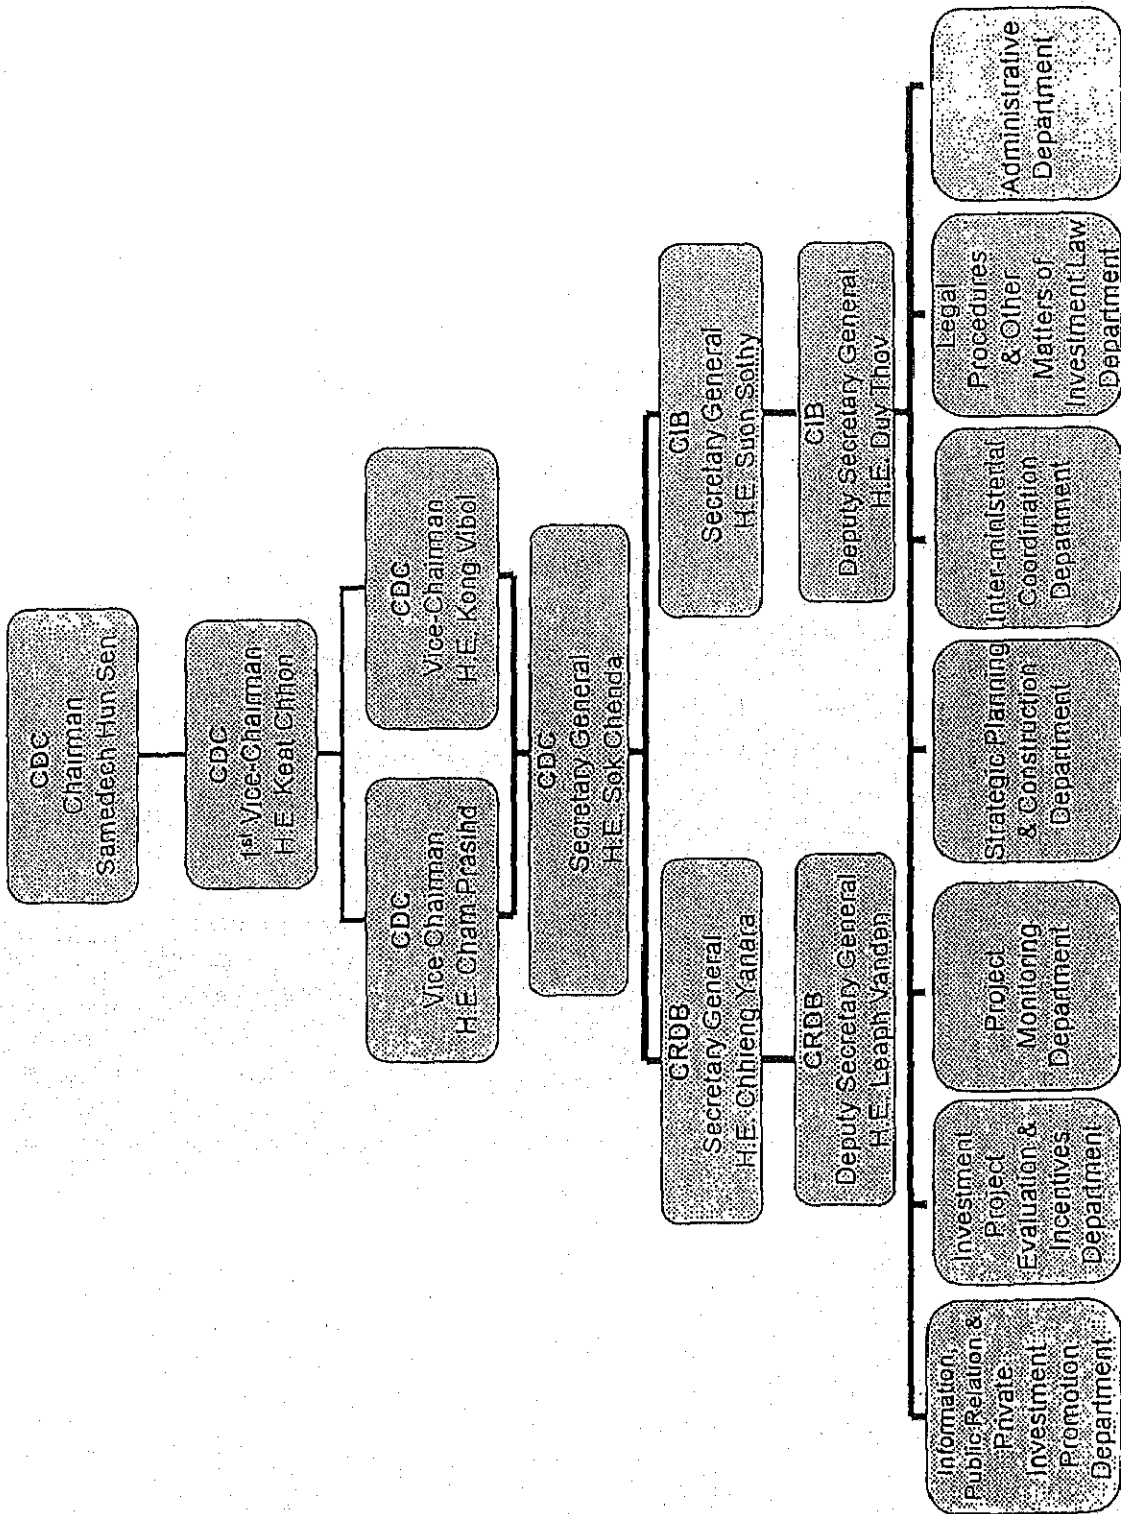 CDC
Chairman
Samedech Hun Sen
CDC
1st Vice-Chairman
H.E. Keat Chhon
CDC
Vice Chairman
H.E. Cham Prasihd
CDC
Vice-Chairman
H.E. Kong Vibol
CDC
Secretary General
H.E. Sok Chenda
CRDB
Secretary General
H.E. Chhieng Yanara
CIB
Secretary General
H.E. Suon Sothy
CRDB
Deputy Secretary General
H.E. Leaph Vanden
CIB
Deputy Secretary General
H.E. Duy Thov
Information,
Public Relation &
Private
Investment
Promotion
Department
Investment
Project
Evaluation &
Incentives
Department
Project
Monitoring
Department
Strategic Planning
& Construction
Department
Inter-ministerial
Coordination
Department
Legal
Procedures
& Other
Matters of
Investment Law
Department
Administrative
Department